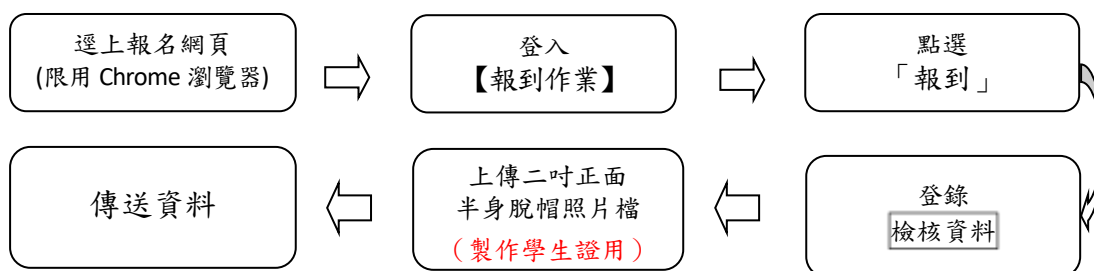 逕上報名網頁
(限用 Chrome 瀏覽器)
登入
【報到作業】
點選
「報到」
登錄
檢核資料
上傳二吋正面
半身脫帽照片檔
（製作學生證用）
傳送資料